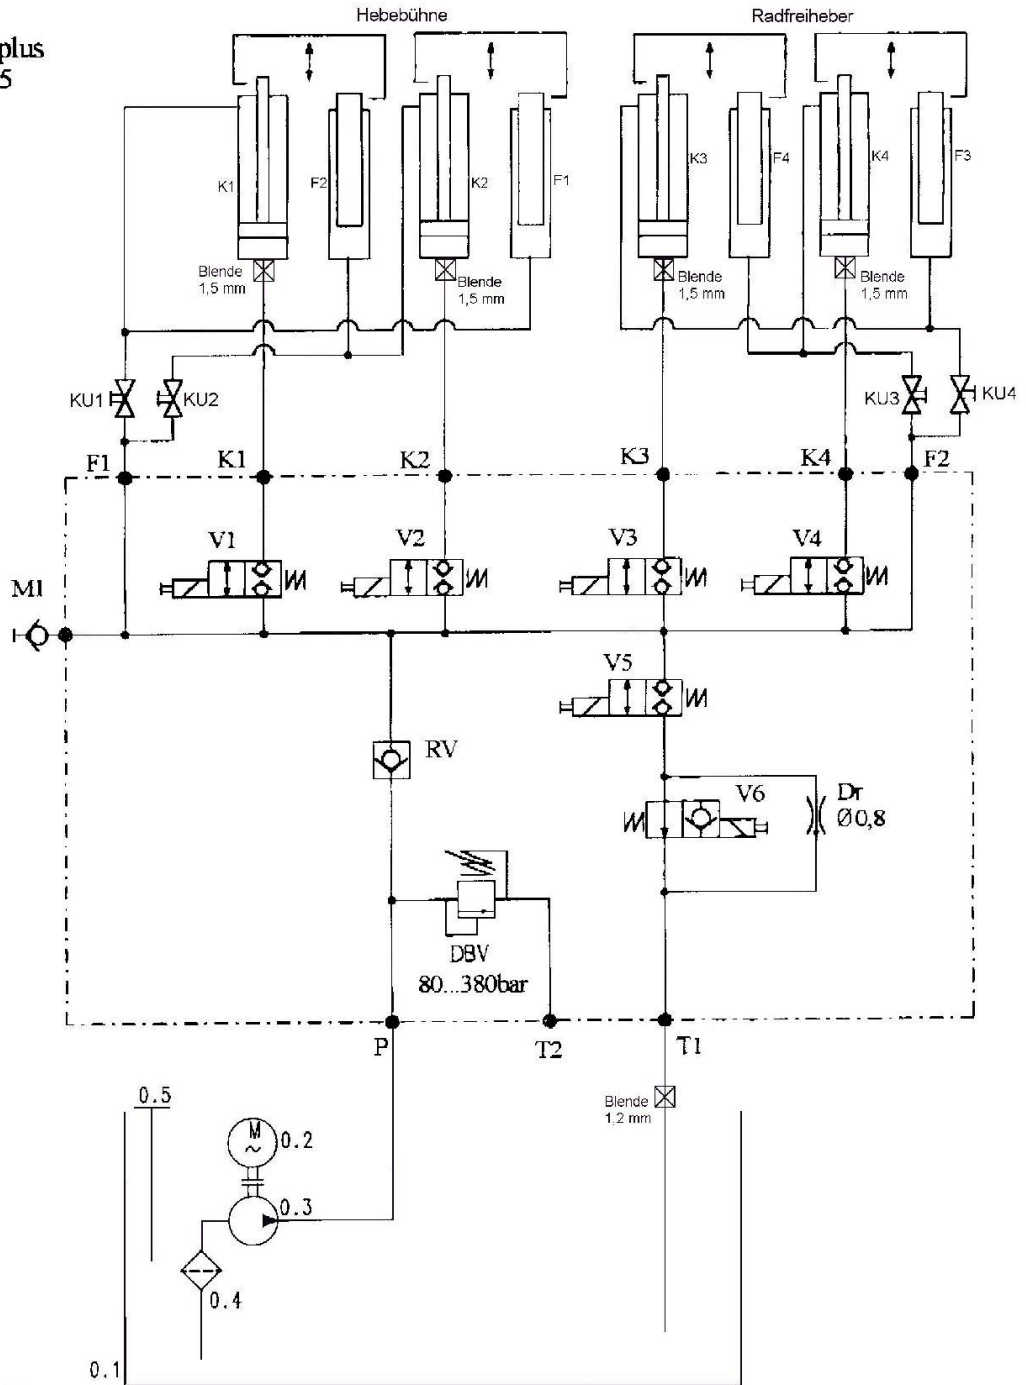 Hebebühne
Radfreiheber
plus
5
K1
F2
K2
F1
K3
F4
K4
F3
Blende
1,5 mm
Blende
1,5 mm
Blende
1,5 mm
Blende
1,5 mm
KU1
KU2
KU3
KU4
F1
K1
K2
K3
K4
F2
V1
V2
V3
V4
M1
V5
RV
V6
Dr
Ø0,8
DBV
80...380bar
P
T2
T1
Blende
1,2 mm
0.5
M
~
0.2
0.3
0.4
0.1